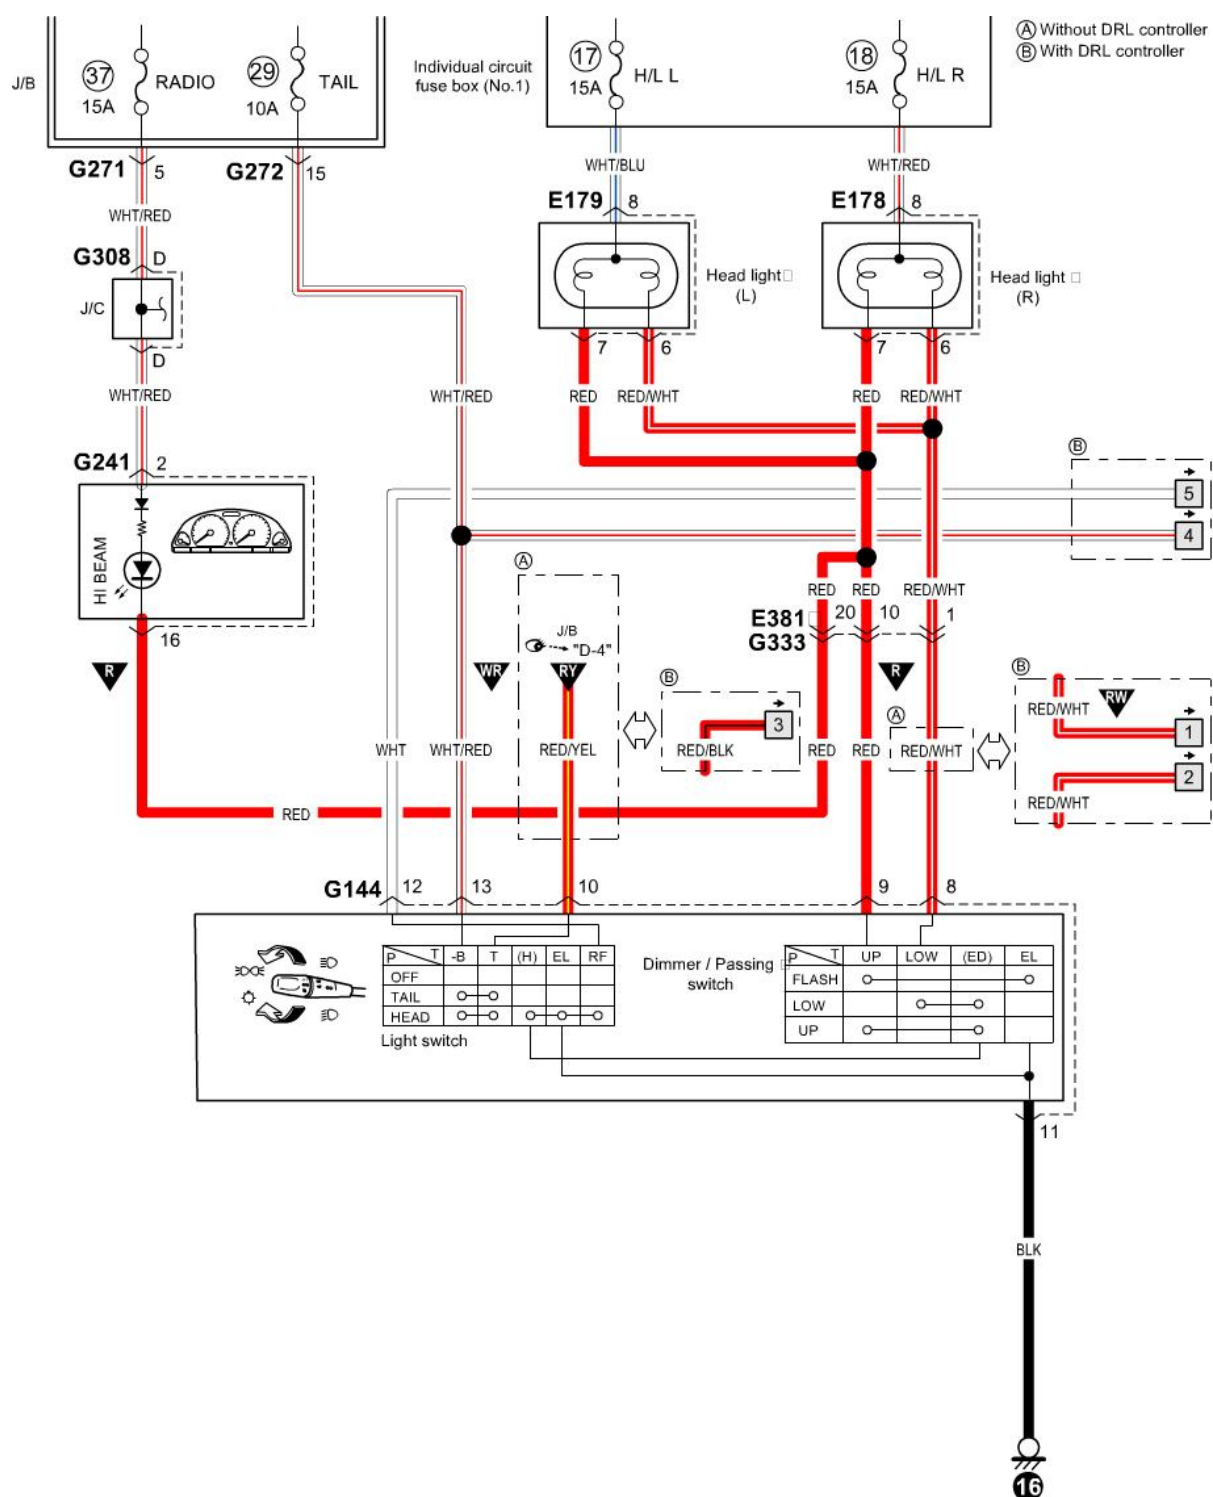 Ⓐ Without DRL controller
Ⓑ With DRL controller
J/B
37
15A
RADIO
29
10A
TAIL
Individual circuit
fuse box (No.1)
17
15A
H/L L
18
15A
H/L R
G271
5
G272
15
WHT/BLU
WHT/RED
WHT/RED
E179
8
E178
8
G308
D
J/C
D
Head light
(L)
Head light
(R)
7
6
7
6
WHT/RED
WHT/RED
RED
RED/WHT
RED
RED/WHT
G241
2
Ⓑ
5
4
HI BEAM
16
Ⓐ
J/B
"D-4"
RED
RED
RED/WHT
E381
20
10
1
G333
R
WR
RY
Ⓑ
3
RED/BLK
R
Ⓐ
Ⓑ
RED/WHT
RW
1
2
RED/WHT
WHT
WHT/RED
RED/YEL
RED
RED
RED/WHT
RED
G144
12
13
10
9
8
P
T
-B
T
(H)
EL
RF
OFF
TAIL
HEAD
Light switch
Dimmer / Passing
switch
P
T
UP
LOW
(ED)
EL
FLASH
LOW
UP
11
BLK
16